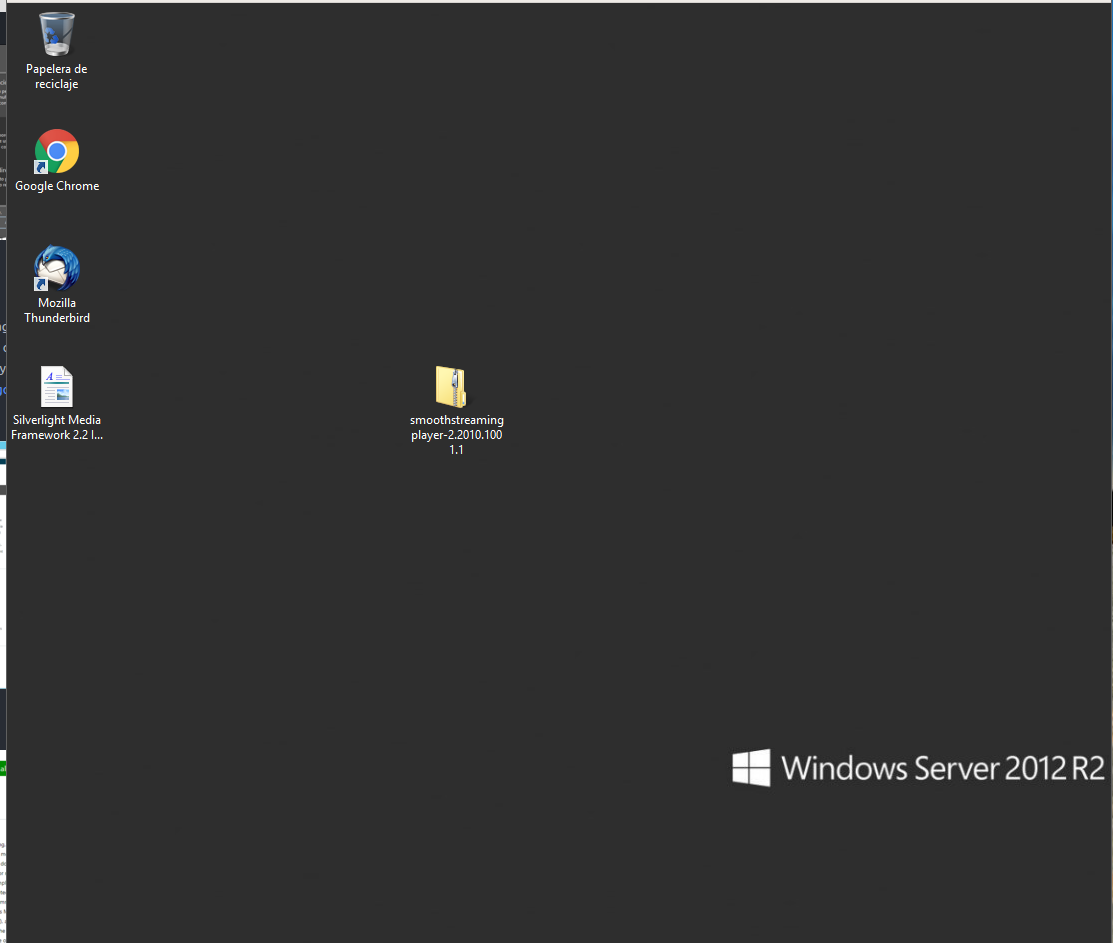 Papelera de
reciclaje
Google Chrome
Mozilla
Thunderbird
Silverlight Media
Framework 2.2 I...
smoothstreaming
player-2.2010.100
1.1
Windows Server 2012 R2